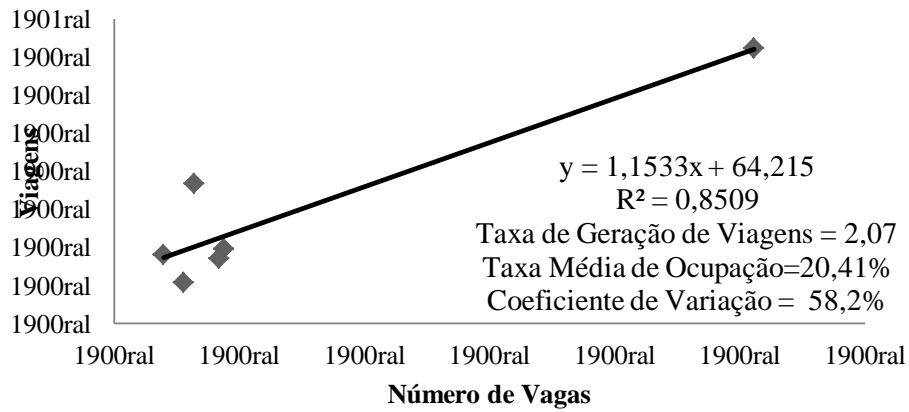 1901ral
1900ral
1900ral
1900ral
1900ral
1900ral
1900ral
1900ral
1900ral
Viagens
y = 1,1533x + 64,215
R² = 0,8509
Taxa de Geração de Viagens = 2,07
Taxa Média de Ocupação=20,41%
Coeficiente de Variação = 58,2%
1900ral 1900ral 1900ral 1900ral 1900ral 1900ral 1900ral
Número de Vagas